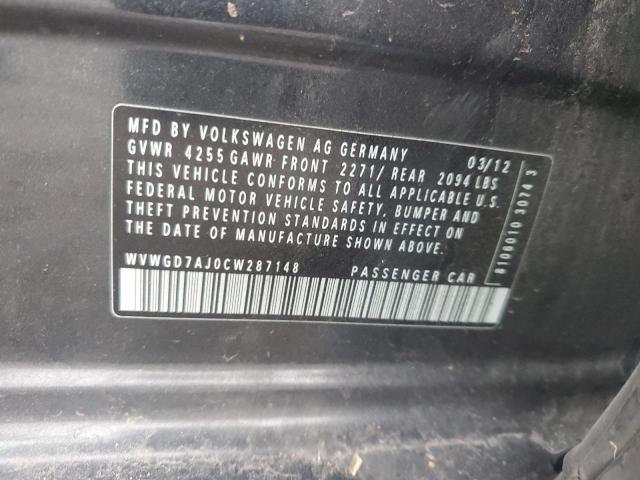 MFD BY VOLKSWAGEN AG GERMANY 03/12
GVWR 4255 GAWR FRONT 2271/ REAR 2094 LBS
THIS VEHICLE CONFORMS TO ALL APPLICABLE U.S.
FEDERAL MOTOR VEHICLE SAFETY, BUMPER AND
THEFT PREVENTION STANDARDS IN EFFECT ON
THE DATE OF MANUFACTURE SHOWN ABOVE.
WVWGD7AJ0CW287148 PASSENGER CAR
8106010 3074 3